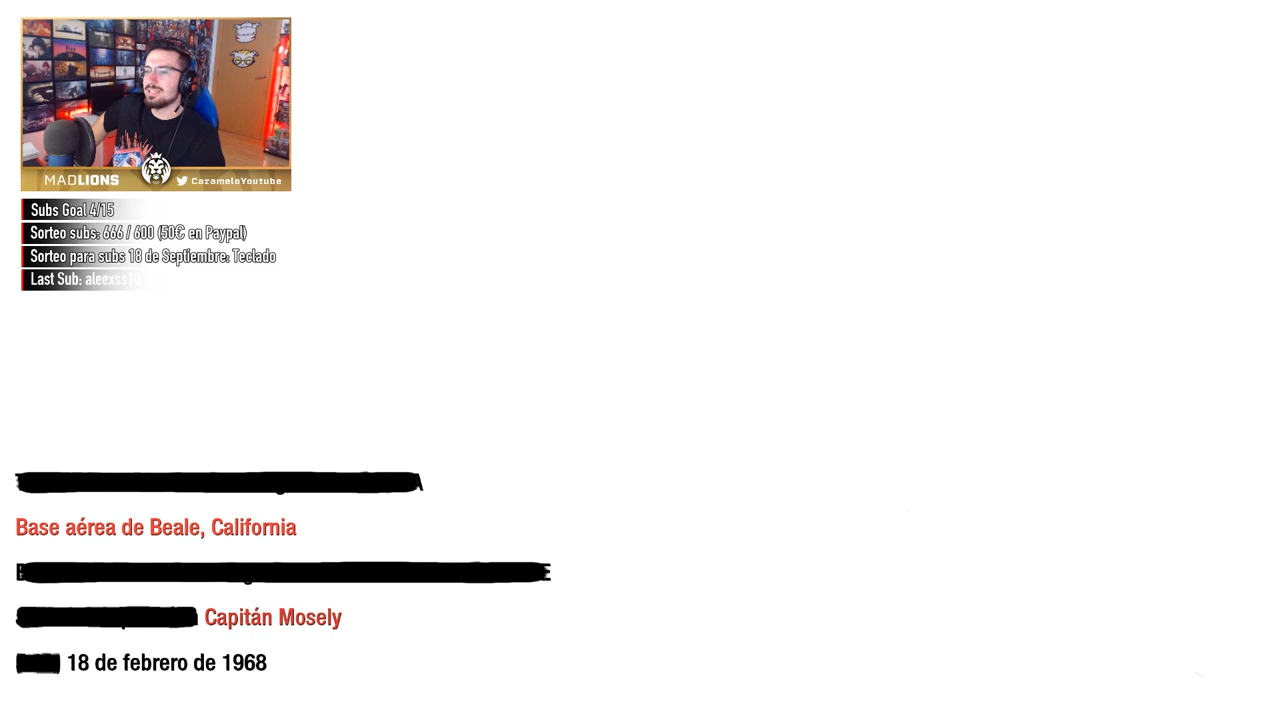 MADLIONS
CarameloYoutube
Subs Goal 4/15
Sorteo subs: 666 / 600 (50€ en Paypal)
Sorteo para subs 18 de Septiembre: Teclado
Last Sub: aleexss10
Base aérea de Beale, California
Capitán Mosely
18 de febrero de 1968